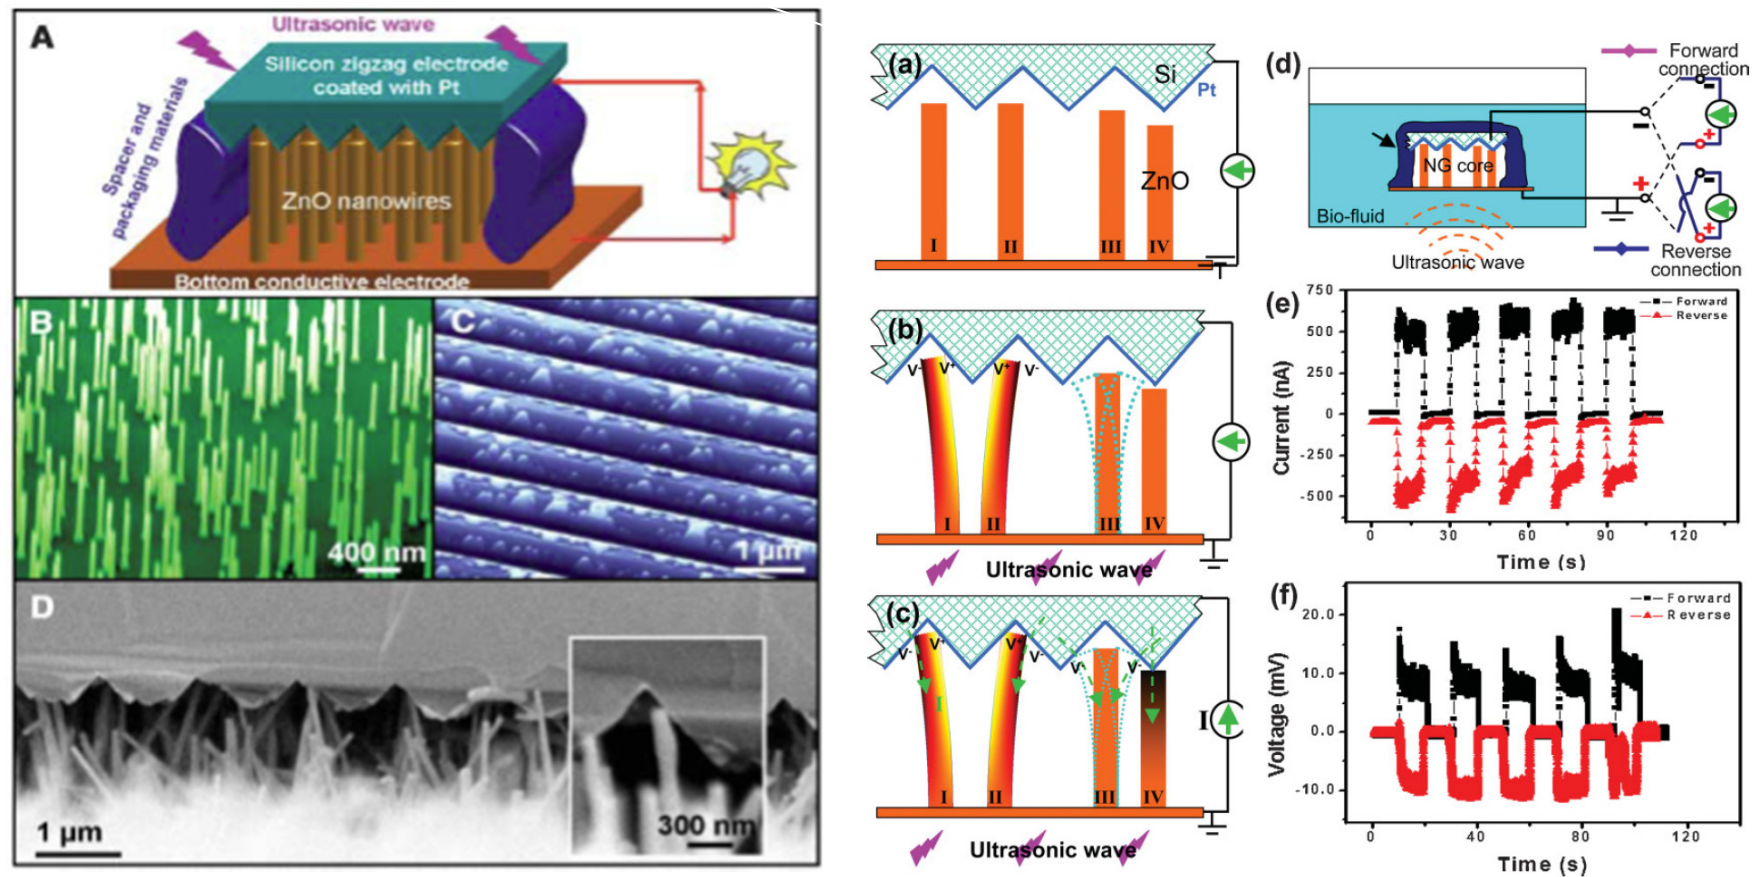 A
Ultrasonic wave
Silicon zigzag electrode
coated with Pt
Spacer and
packaging materials
ZnO nanowires
Bottom conductive electrode
B
400 nm
C
1 µm
D
1 µm
300 nm
(a)
Si
Pt
ZnO
I
II
III
IV
(b)
V-
V+
V+
V-
I
II
III
IV
Ultrasonic wave
(c)
V-
V+
V+
V-
V-
V-
I
I
I
II
III
IV
Ultrasonic wave
(d)
Forward
connection
-
+
-
+
-
+
NG core
Bio-fluid
Ultrasonic wave
Reverse
connection
(e)
Forward
Reverse
Current (nA)
750
500
250
0
-250
-500
0
30
60
90
120
Time (s)
(f)
Forward
Reverse
Voltage (mV)
20.0
10.0
0.0
-10.0
0
40
80
120
Time (s)